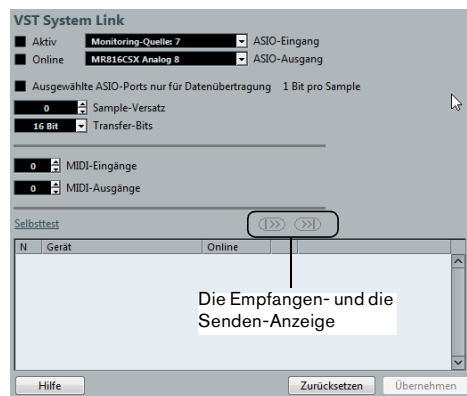 VST System Link
Aktiv Monitoring-Quelle: 7 ASIO-Eingang
Online MR816CSX Analog 8 ASIO-Ausgang
Ausgewählte ASIO-Ports nur für Datenübertragung 1 Bit pro Sample
0 Sample-Versatz
16 Bit Transfer-Bits
0 MIDI-Eingänge
0 MIDI-Ausgänge
Selbsttest
N Gerät Online
Die Empfangen- und die
Senden-Anzeige
Hilfe Zurücksetzen Übernehmen